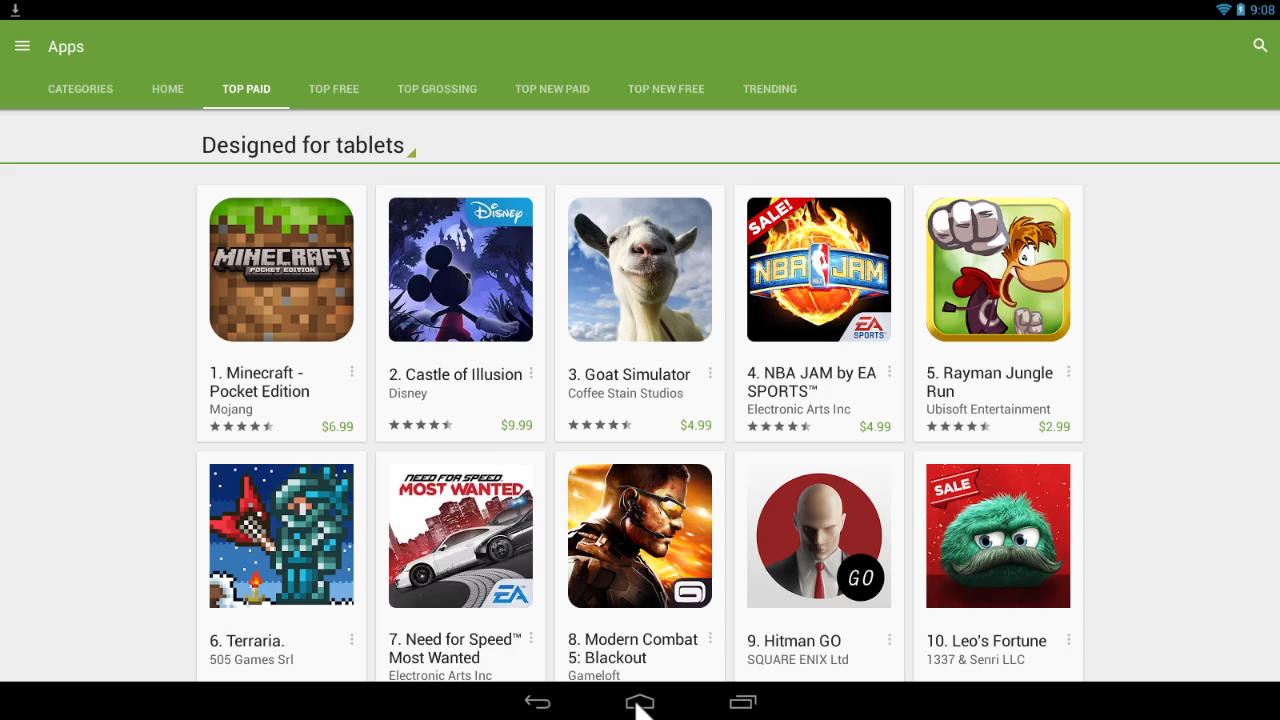 9:08
Apps
CATEGORIES HOME TOP PAID TOP FREE TOP GROSSING TOP NEW PAID TOP NEW FREE TRENDING
Designed for tablets
MINECRAFT
POCKET EDITION
Disney
SALE!
NBA JAM
NBA
EA
SPORTS™
1. Minecraft -
Pocket Edition
Mojang
$6.99
2. Castle of Illusion
Disney
$9.99
3. Goat Simulator
Coffee Stain Studios
$4.99
4. NBA JAM by EA
SPORTS™
Electronic Arts Inc
$4.99
5. Rayman Jungle
Run
Ubisoft Entertainment
$2.99
NEED FOR SPEED
MOST WANTED
EA
GO
SALE
6. Terraria.
505 Games Srl
7. Need for Speed™
Most Wanted
Electronic Arts Inc
8. Modern Combat
5: Blackout
Gameloft
9. Hitman GO
SQUARE ENIX Ltd
10. Leo's Fortune
1337 & Senri LLC